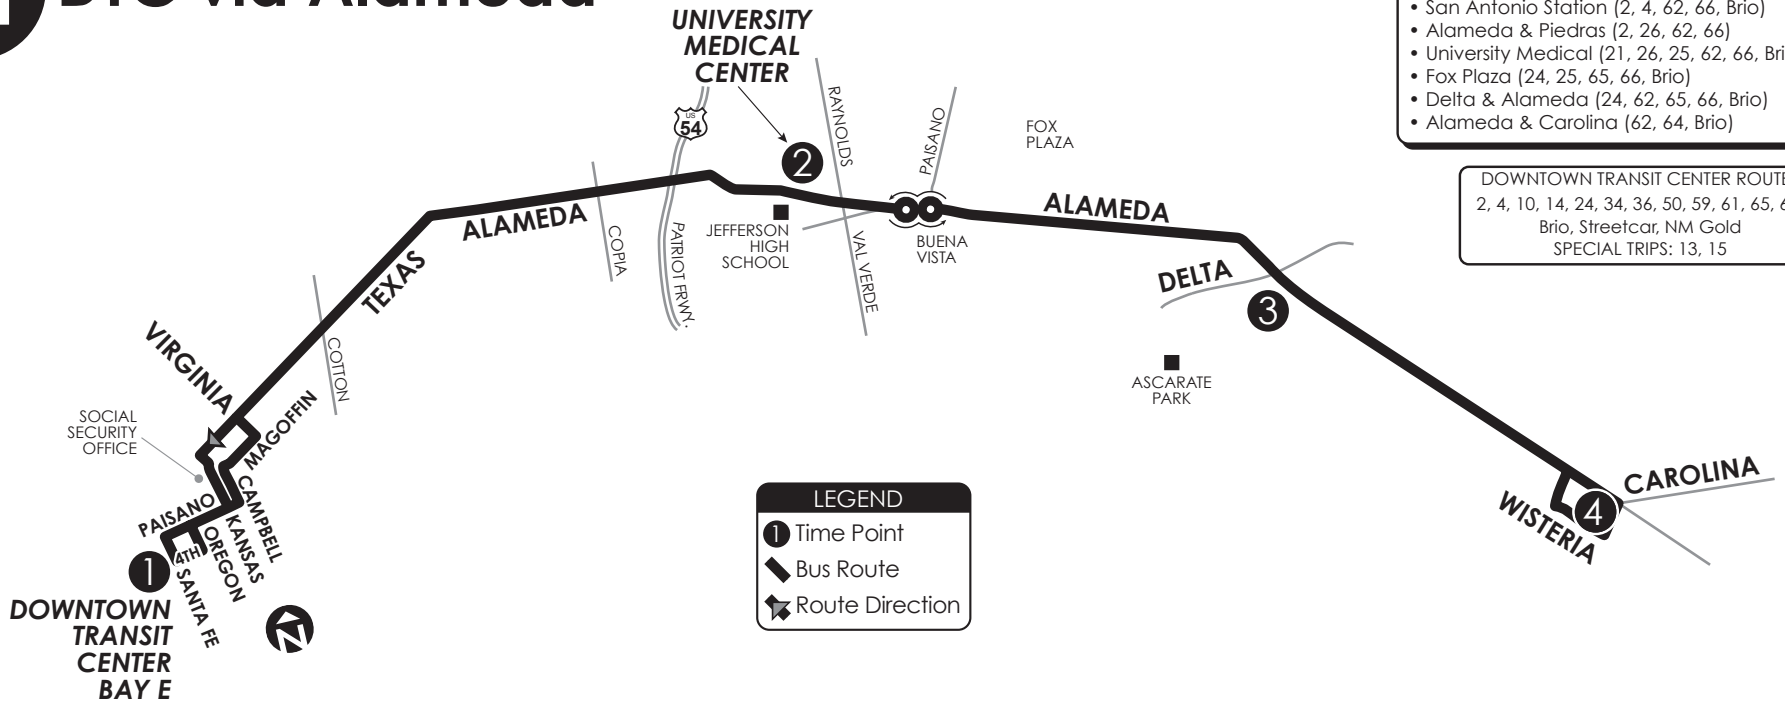 DTC via Alameda
UNIVERSITY
MEDICAL
CENTER
• San Antonio Station (2, 4, 62, 66, Brio)
• Alameda & Piedras (2, 26, 62, 66)
• University Medical (21, 26, 25, 62, 66, Bri
• Fox Plaza (24, 25, 65, 66, Brio)
• Delta & Alameda (24, 62, 65, 66, Brio)
• Alameda & Carolina (62, 64, Brio)
DOWNTOWN TRANSIT CENTER ROUTE
2, 4, 10, 14, 24, 34, 36, 50, 59, 61, 65, 6
Brio, Streetcar, NM Gold
SPECIAL TRIPS: 13, 15
US
54
RAYNOLDS
PAISANO
FOX
PLAZA
2
ALAMEDA
COPIA
PATRIOT FRWY.
JEFFERSON
HIGH
SCHOOL
VAL VERDE
BUENA
VISTA
ALAMEDA
DELTA
3
TEXAS
COTTON
VIRGINIA
MAGOFFIN
SOCIAL
SECURITY
OFFICE
ASCARATE
PARK
PAISANO
CAMPBELL
KANSAS
OREGON
4TH
SANTA FE
1
DOWNTOWN
TRANSIT
CENTER
BAY E
N
LEGEND
1 Time Point
Bus Route
Route Direction
CAROLINA
WISTERIA
4